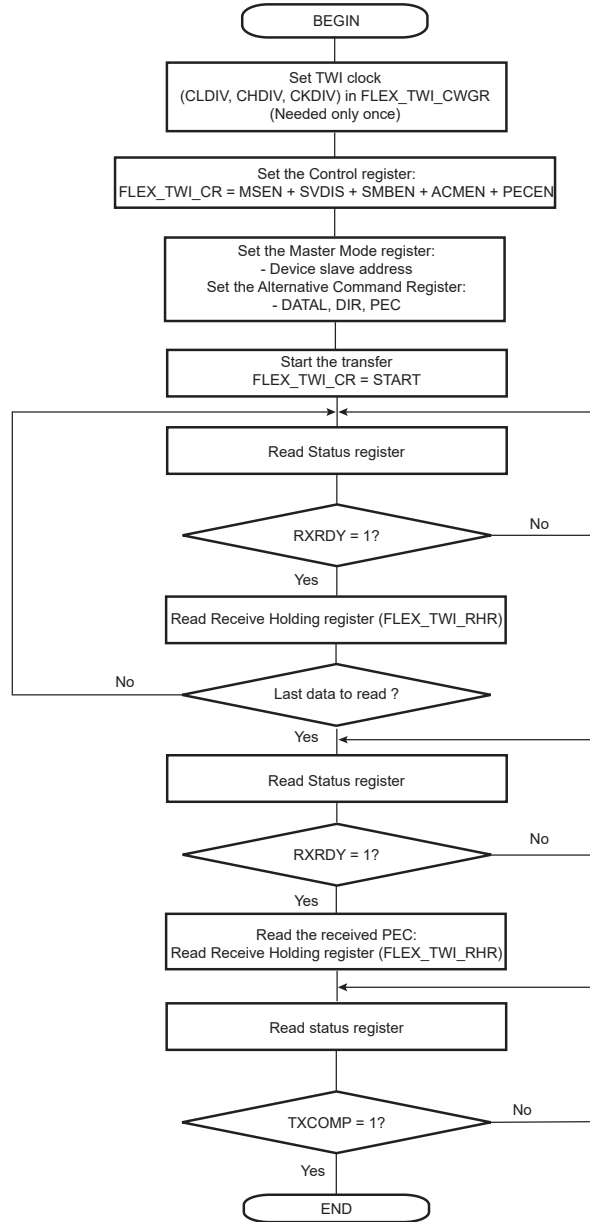 BEGIN
Set TWI clock
(CLDIV, CHDIV, CKDIV) in FLEX_TWI_CWGR
(Needed only once)
Set the Control register:
FLEX_TWI_CR = MSEN + SVDIS + SMBEN + ACMEN + PECEN
Set the Master Mode register:
- Device slave address
Set the Alternative Command Register:
- DATAL, DIR, PEC
Start the transfer
FLEX_TWI_CR = START
Read Status register
RXRDY = 1?
No
Yes
Read Receive Holding register (FLEX_TWI_RHR)
No
Last data to read ?
Yes
Read Status register
RXRDY = 1?
No
Yes
Read the received PEC:
Read Receive Holding register (FLEX_TWI_RHR)
Read status register
TXCOMP = 1?
No
Yes
END